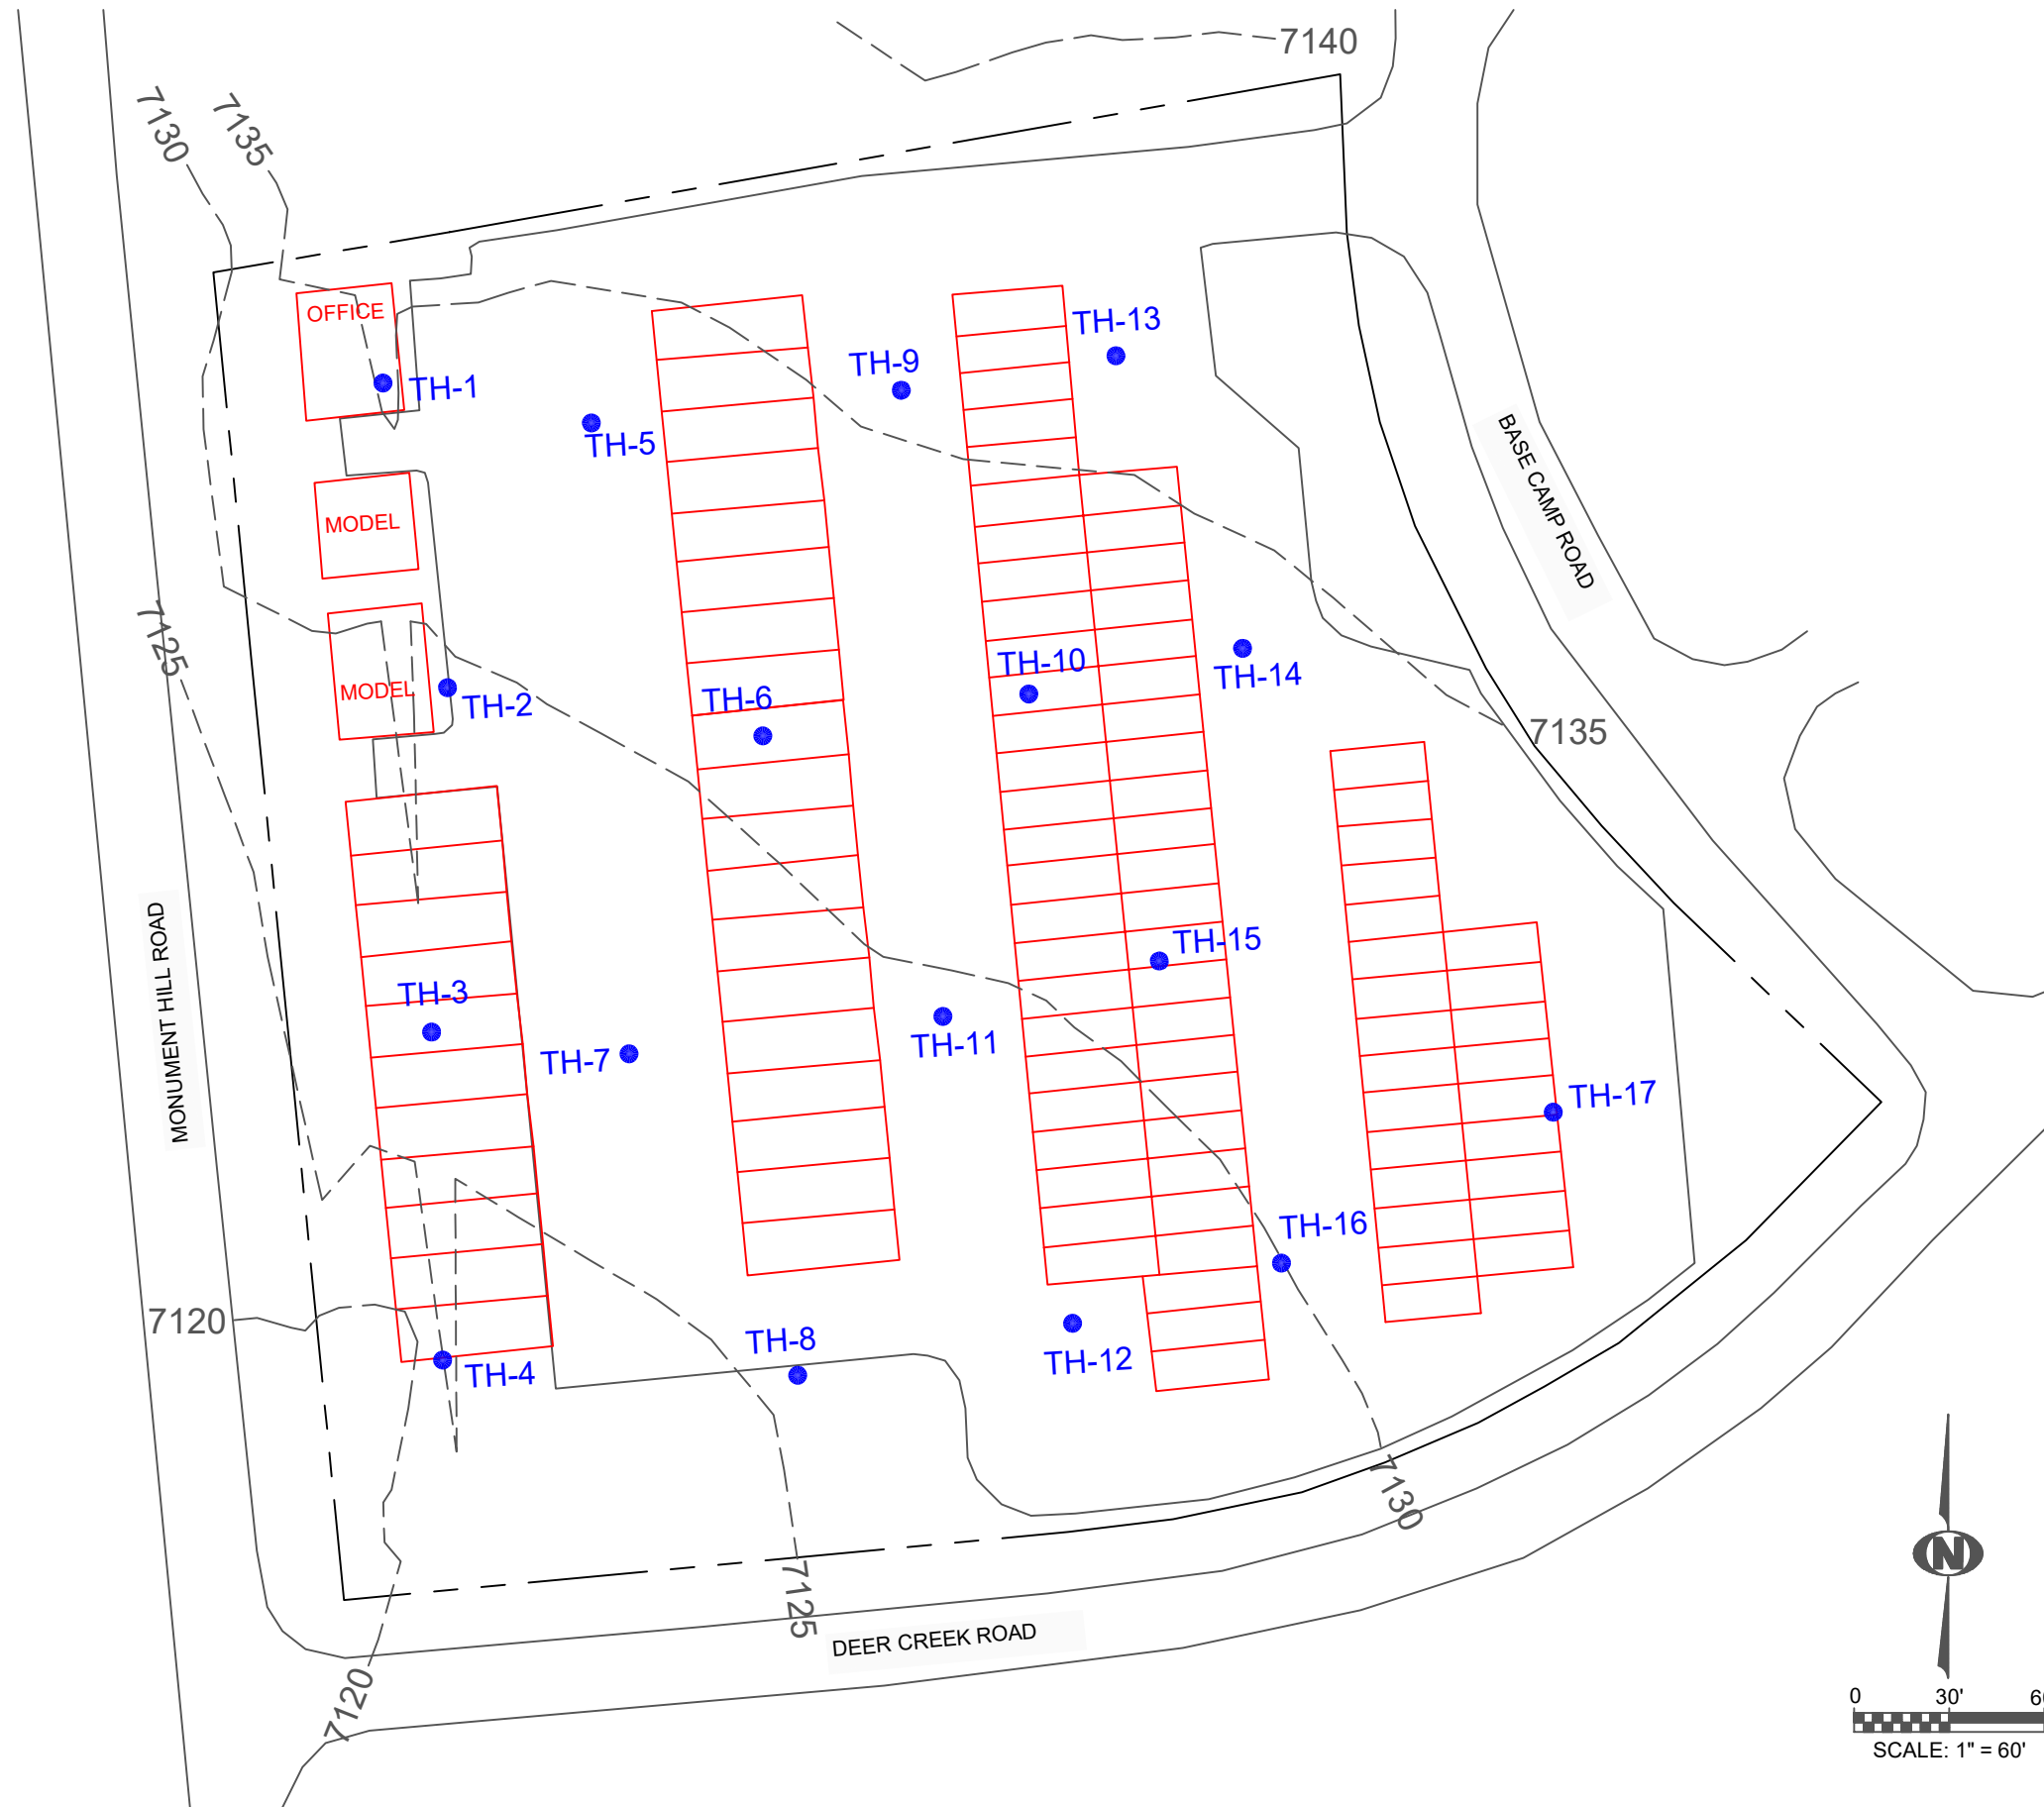 7140
7130
7135
OFFICE
TH-13
TH-9
TH-1
TH-5
BASE CAMP ROAD
MODEL
7125
TH-10
TH-14
MODEL
TH-2
TH-6
7135
MONUMENT HILL ROAD
TH-15
TH-3
TH-11
TH-7
TH-17
TH-16
7120
TH-8
TH-12
TH-4
7130
N
7125
DEER CREEK ROAD
7120
0 30' 6
SCALE: 1" = 60'